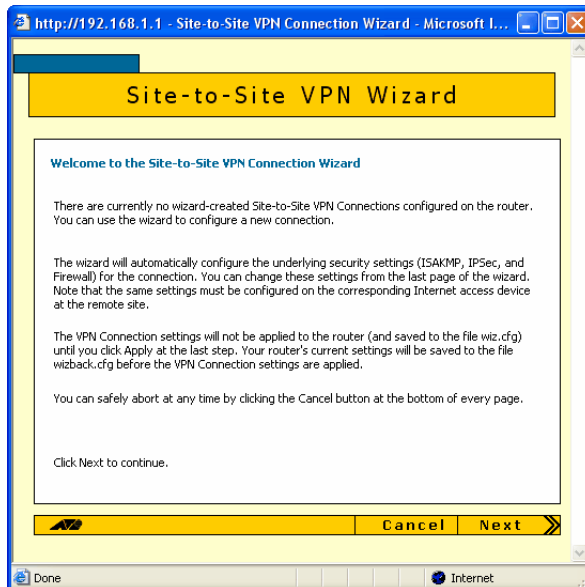 http://192.168.1.1 - Site-to-Site VPN Connection Wizard - Microsoft I...
Site-to-Site VPN Wizard
Welcome to the Site-to-Site VPN Connection Wizard
There are currently no wizard-created Site-to-Site VPN Connections configured on the router.
You can use the wizard to configure a new connection.
The wizard will automatically configure the underlying security settings (ISAKMP, IPSec, and
Firewall) for the connection. You can change these settings from the last page of the wizard.
Note that the same settings must be configured on the corresponding Internet access device
at the remote site.
The VPN Connection settings will not be applied to the router (and saved to the file wiz.cfg)
until you click Apply at the last step. Your router's current settings will be saved to the file
wizback.cfg before the VPN Connection settings are applied.
You can safely abort at any time by clicking the Cancel button at the bottom of every page.
Click Next to continue.
Cancel Next
Done Internet